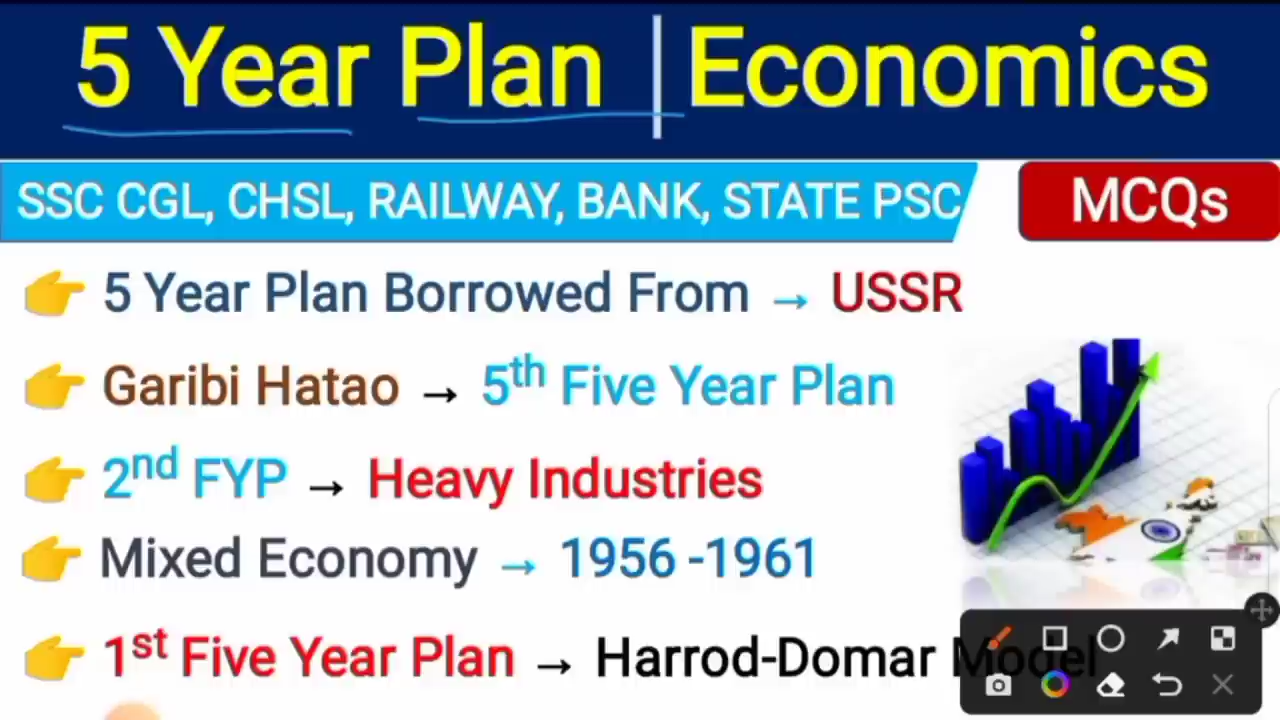 5 Year Plan | Economics
SSC CGL, CHSL, RAILWAY, BANK, STATE PSC
MCQs
👉 5 Year Plan Borrowed From → USSR
👉 Garibi Hatao → 5th Five Year Plan
👉 2nd FYP → Heavy Industries
👉 Mixed Economy → 1956 -1961
👉 1st Five Year Plan → Harrod-Domar Model